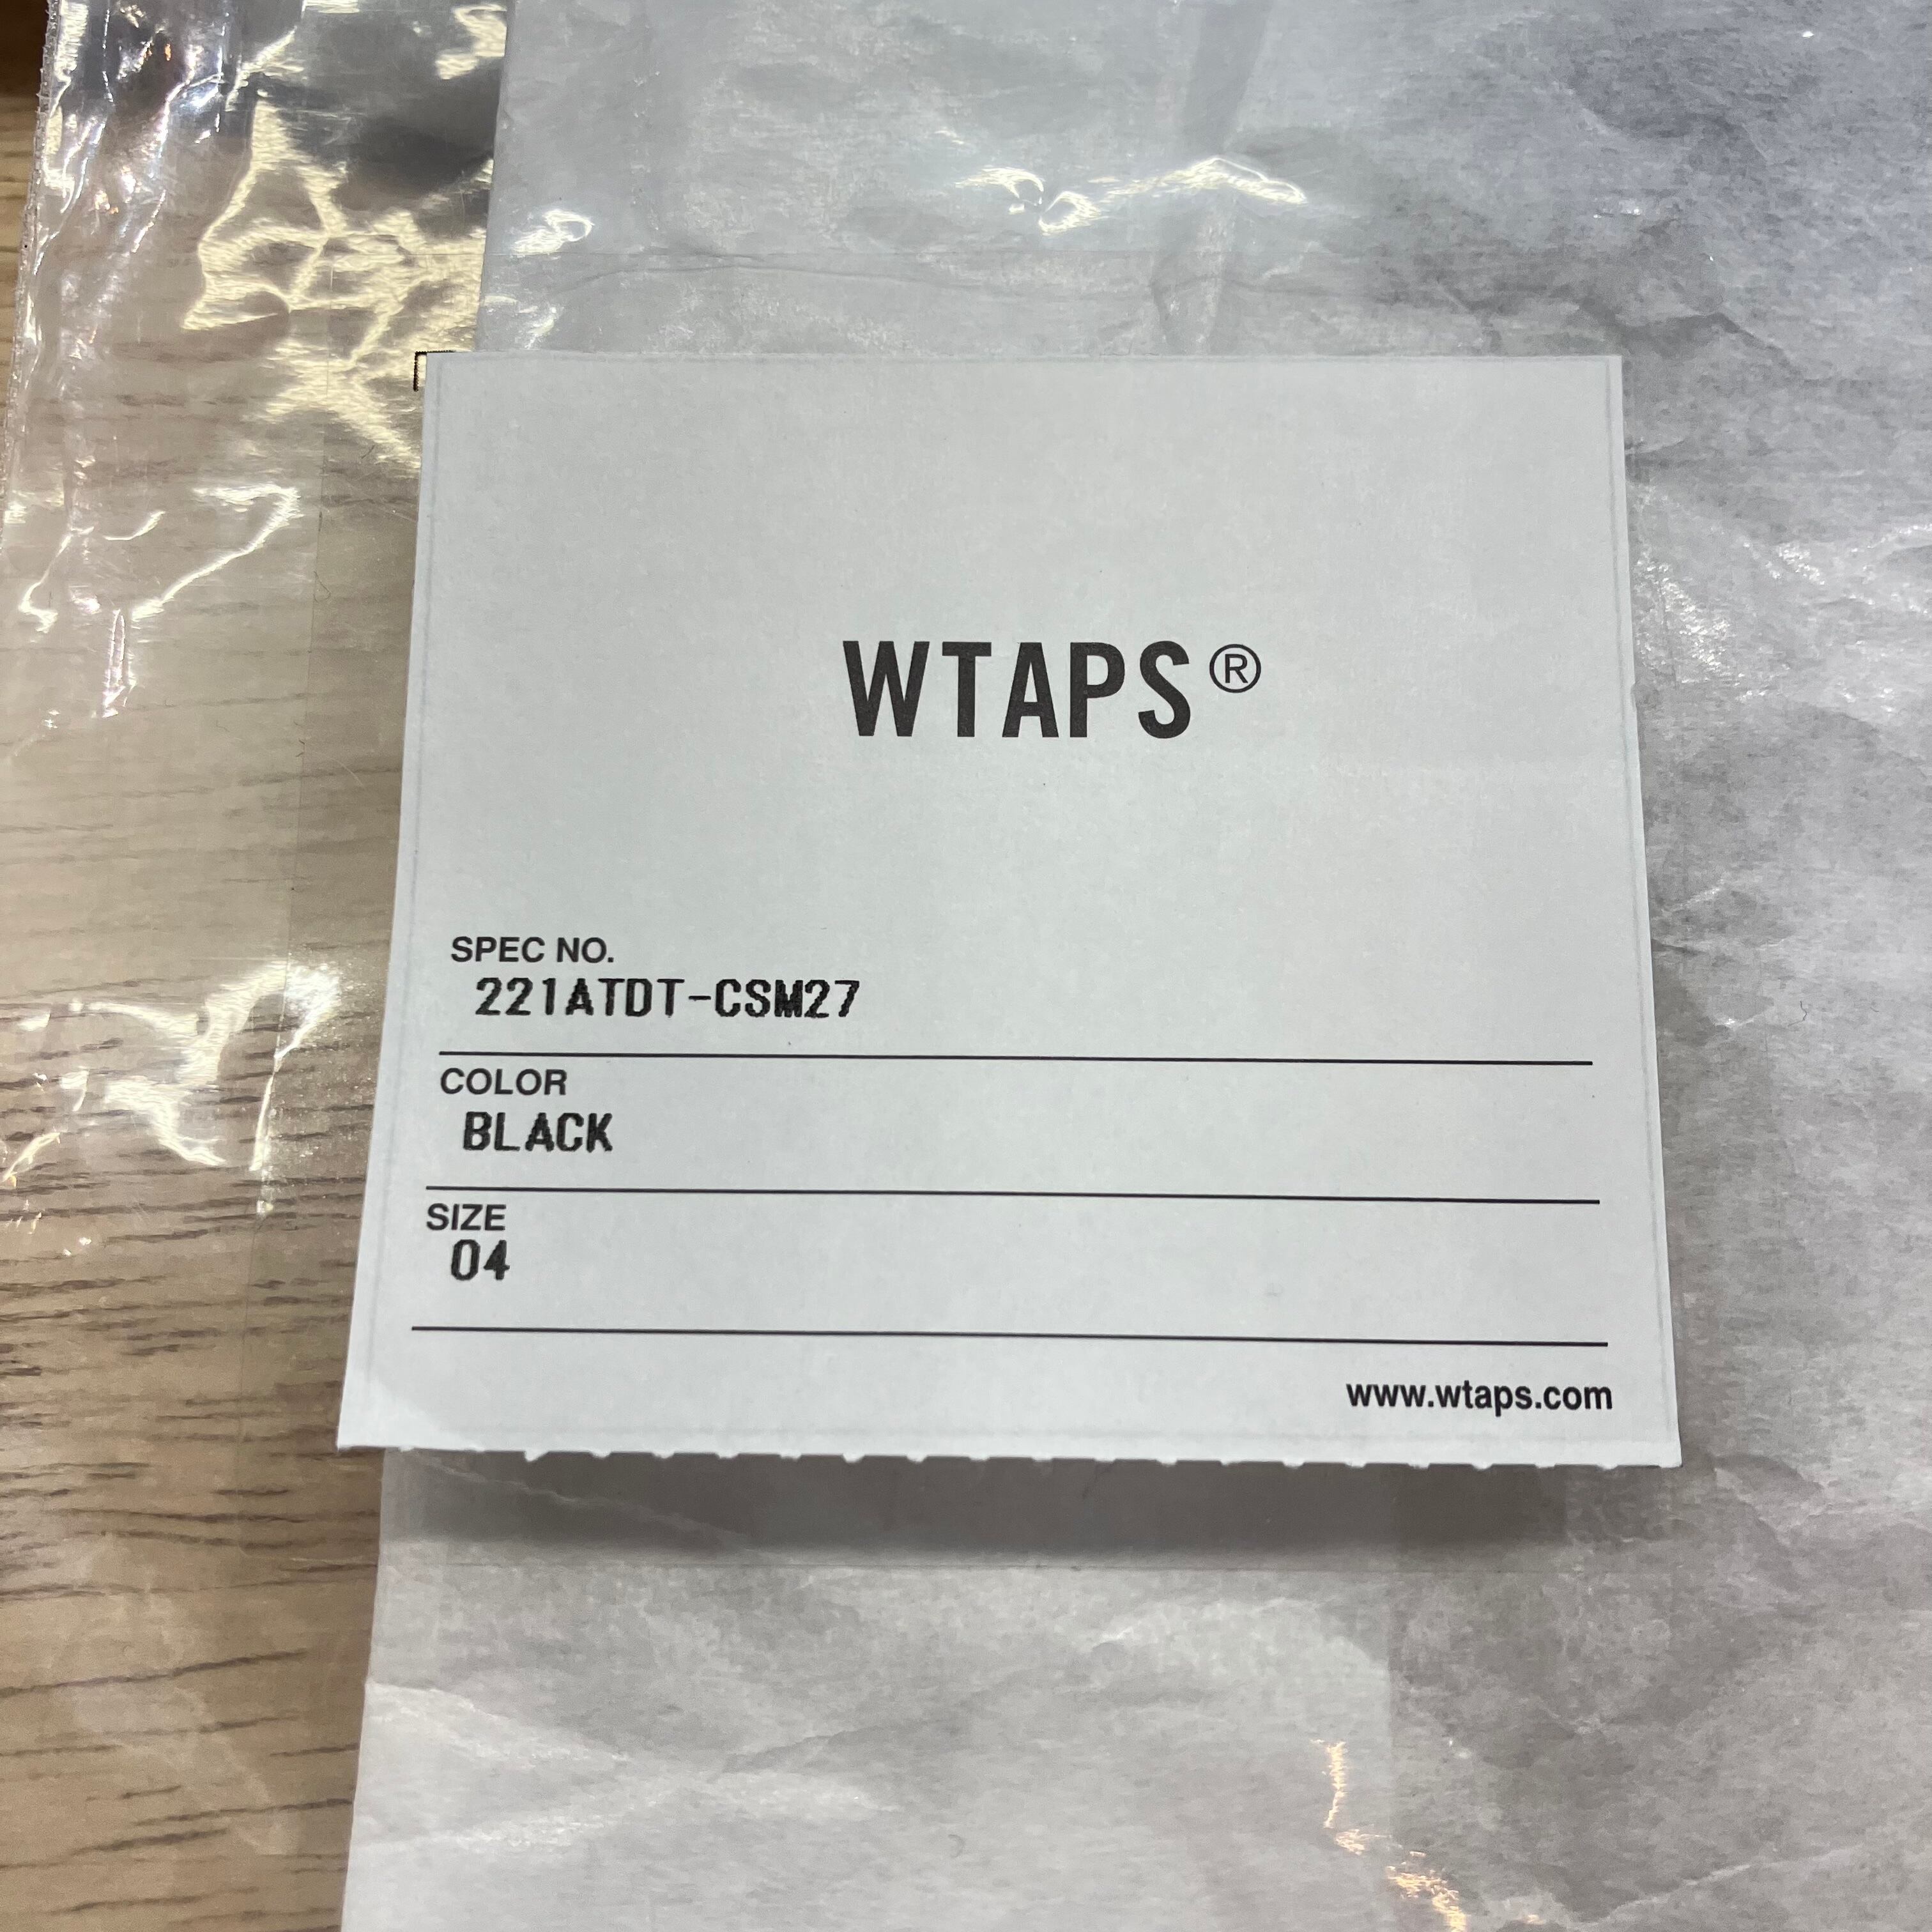 WTAPS®
SPEC NO.
221ATDT-CSM27
COLOR
BLACK
SIZE
04
www.wtaps.com